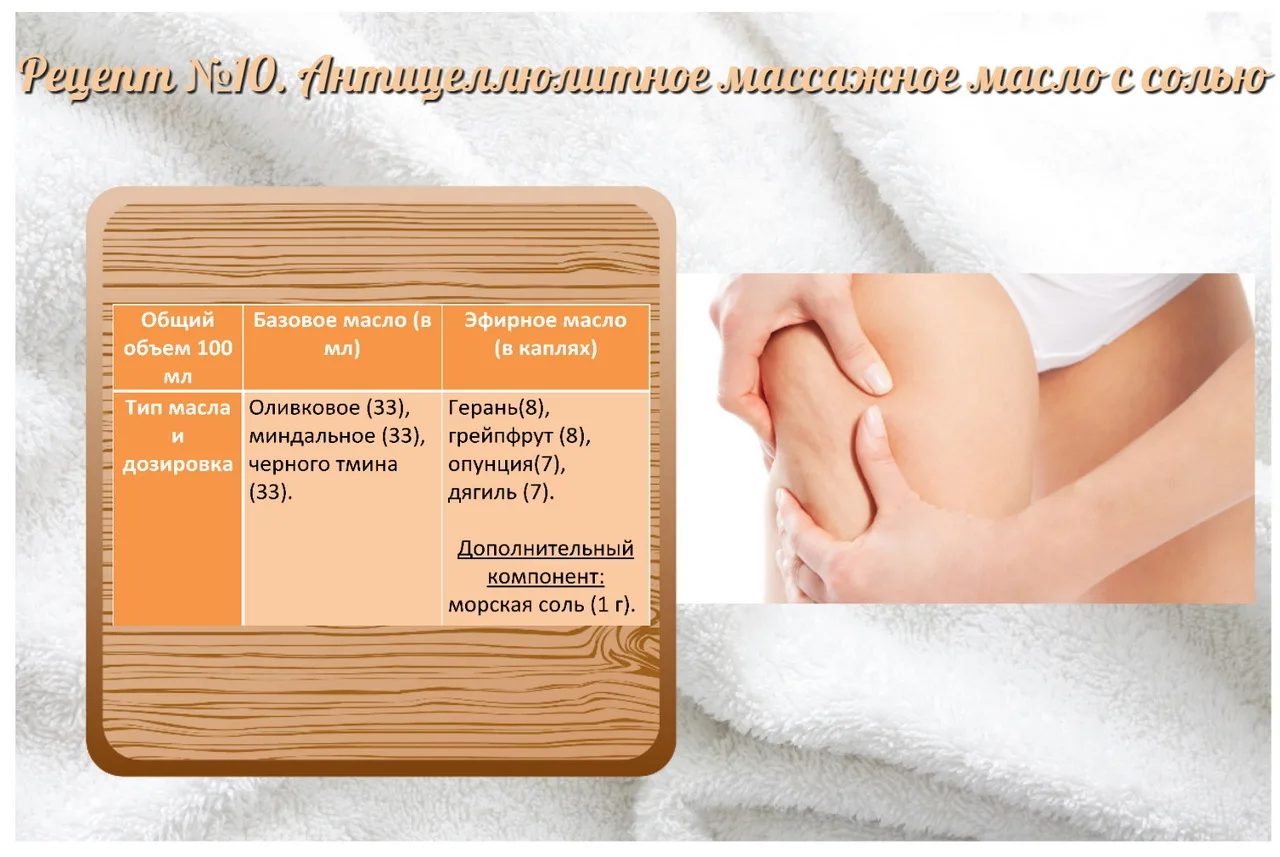 Рецепт №10. Антицеллюлитное массажное масло с солью
Общий
объем 100
мл
Базовое масло (в
мл)
Эфирное масло
(в каплях)
Тип масла
и
дозировка
Оливковое (33),
миндальное (33),
черного тмина
(33).
Герань(8),
грейпфрут (8),
опунция(7),
дягиль (7).
Дополнительный
компонент:
морская соль (1 г).